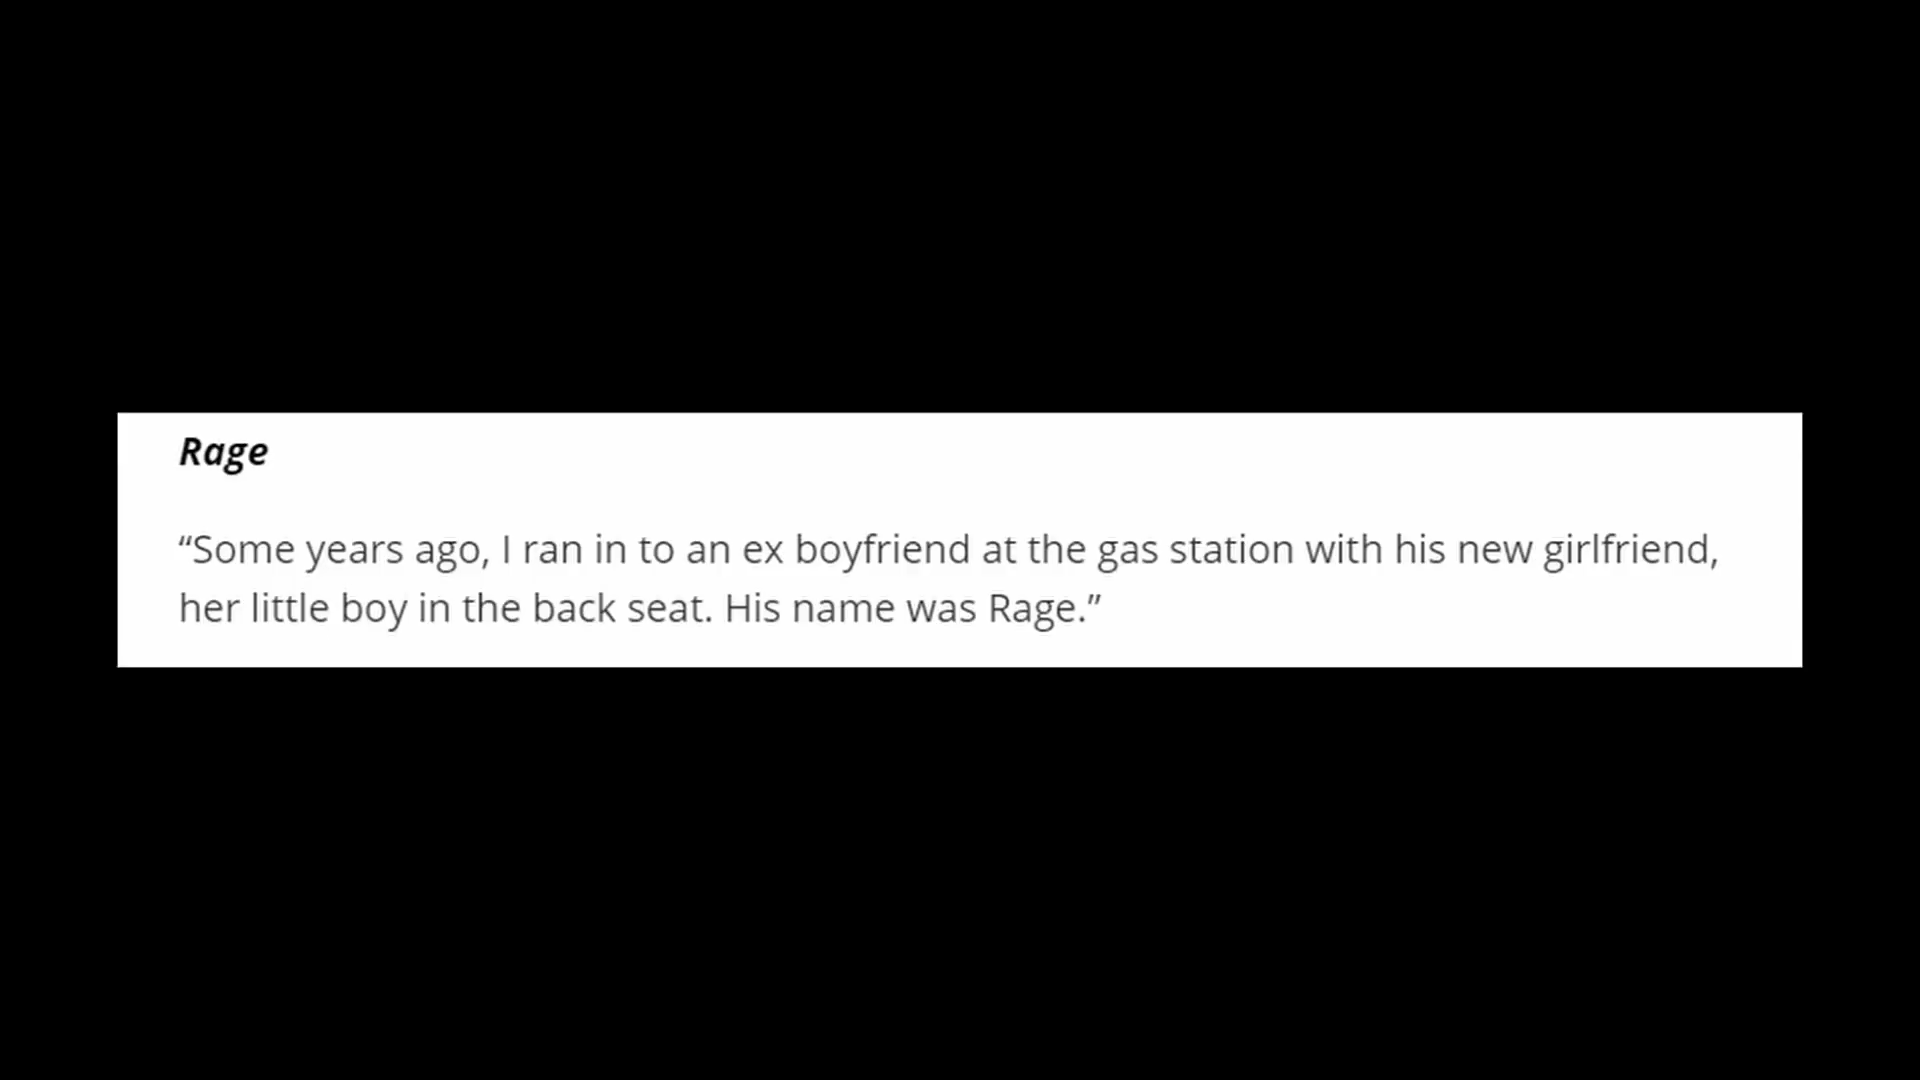 Rage
“Some years ago, I ran in to an ex boyfriend at the gas station with his new girlfriend,
her little boy in the back seat. His name was Rage.”